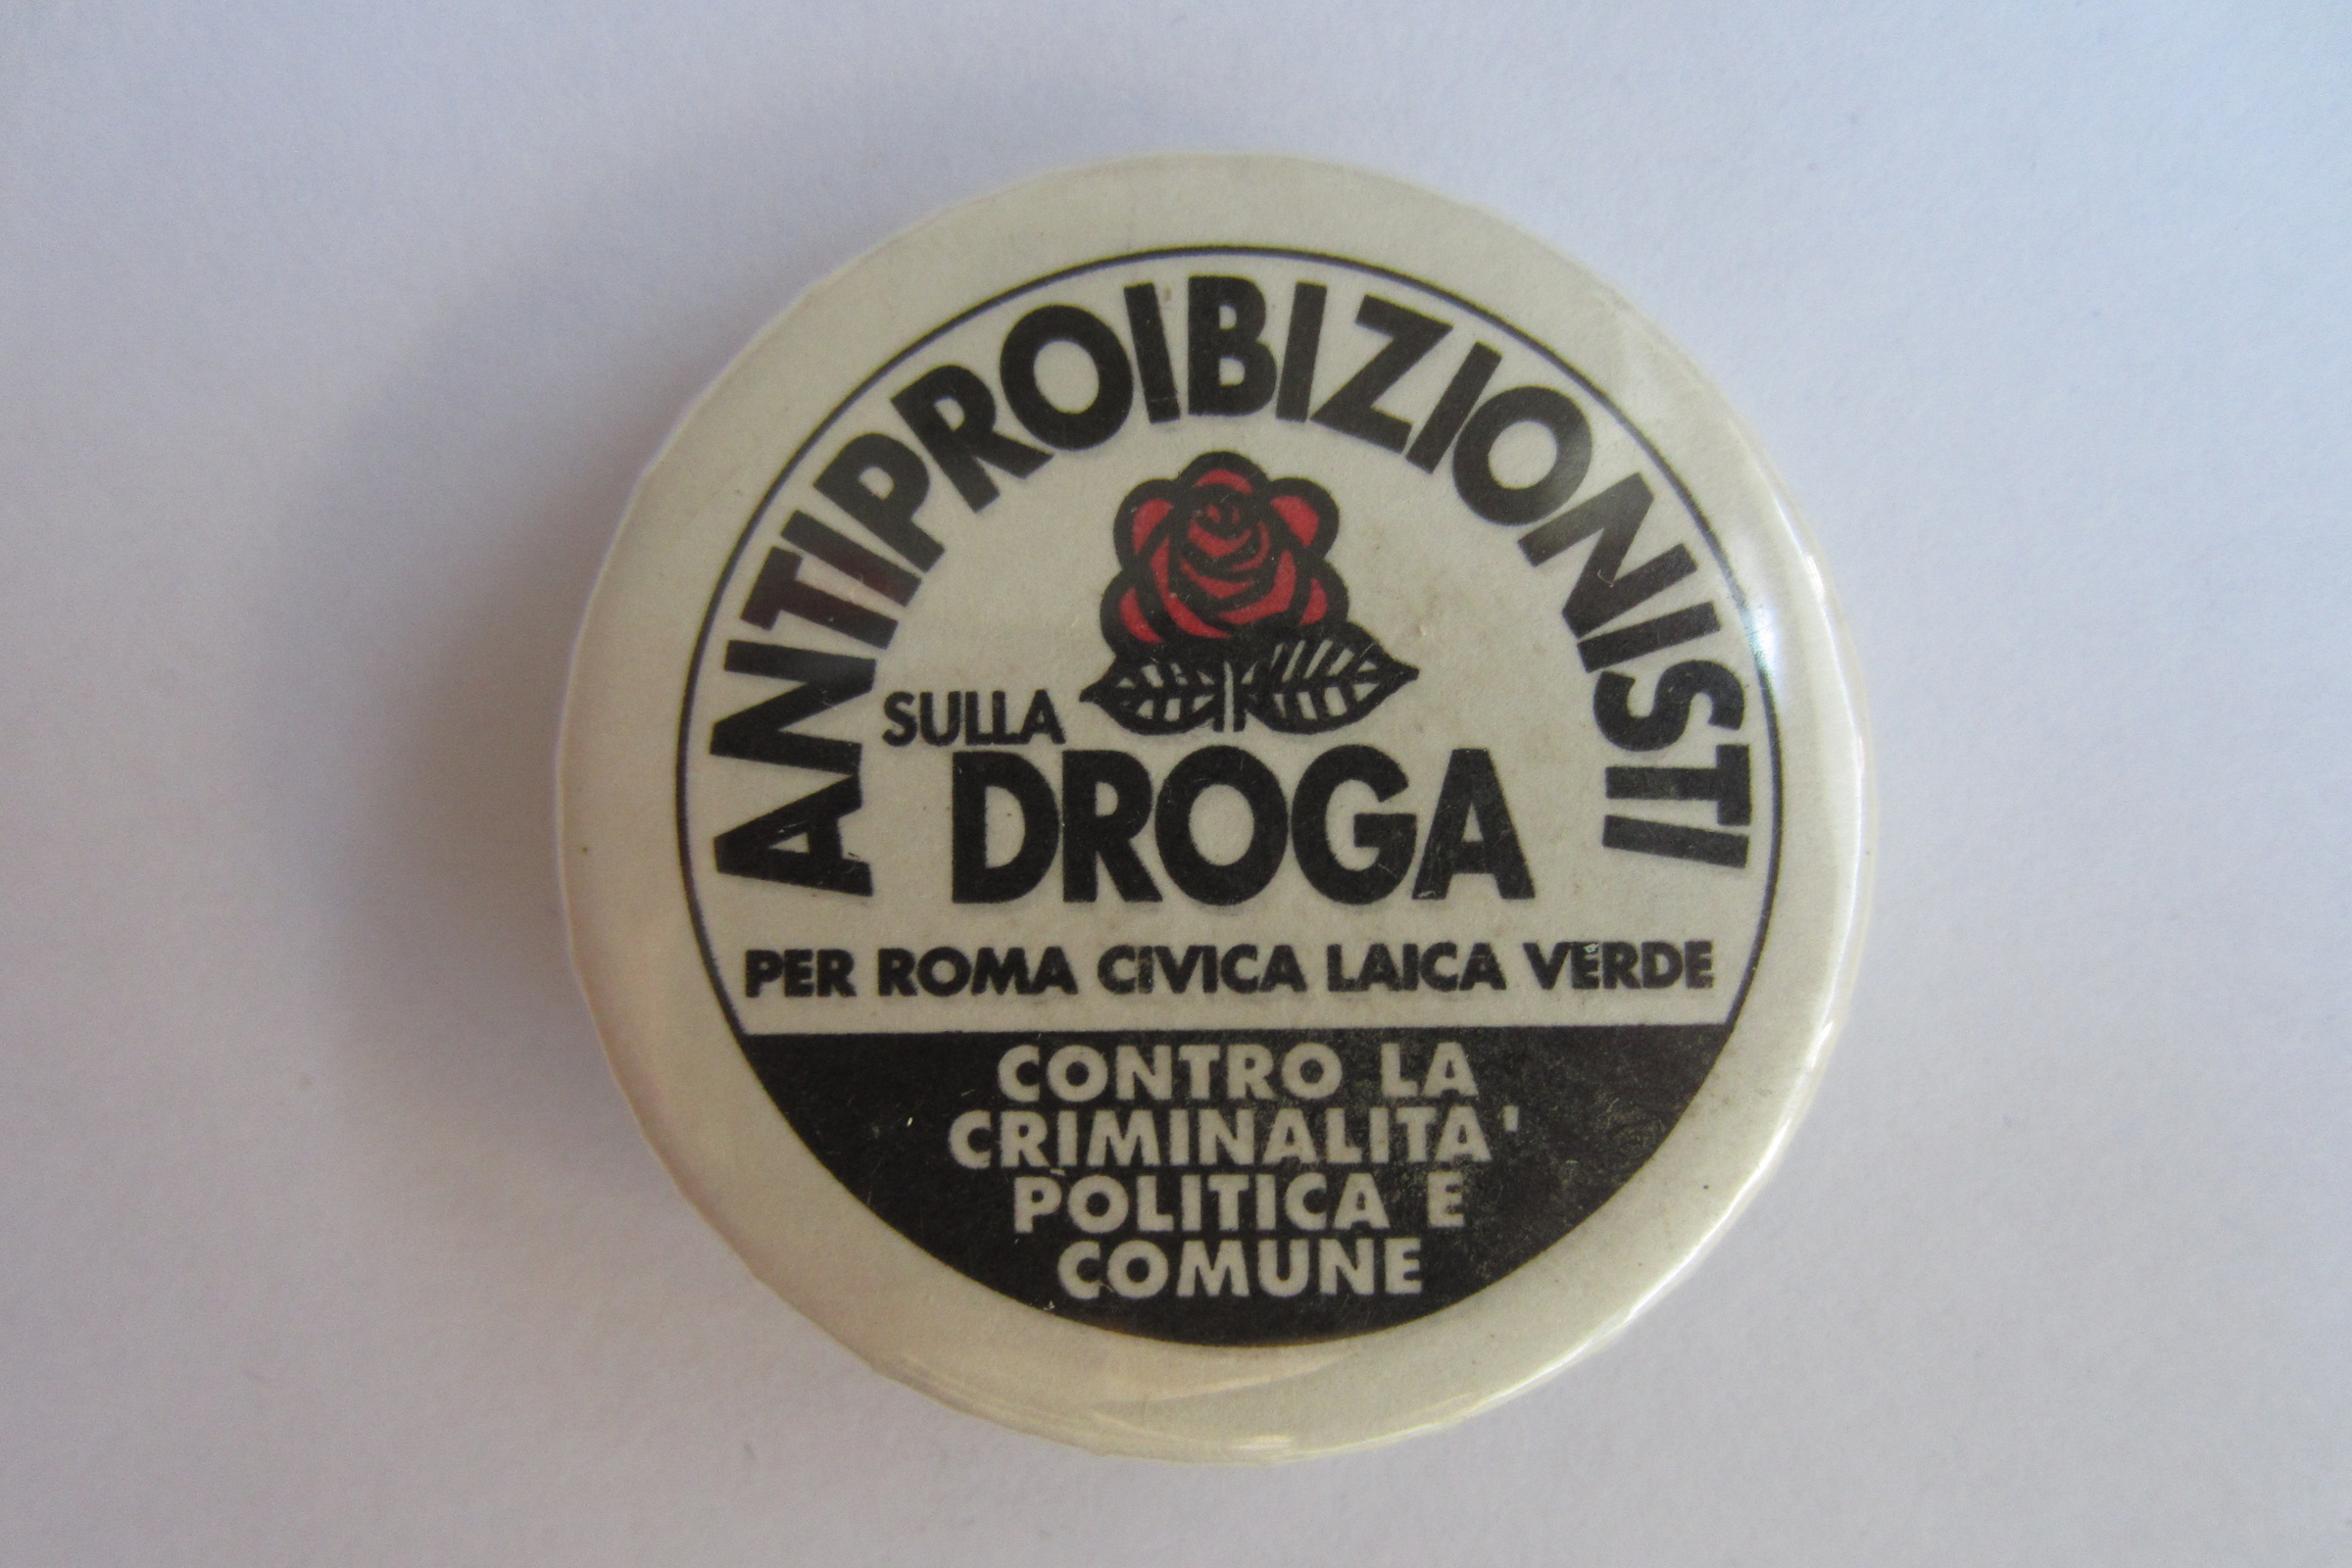 ANTIPROIBIZIONISTI
SULLA
DROGA
PER ROMA CIVICA LAICA VERDE
CONTRO LA
CRIMINALITA'
POLITICA E
COMUNE